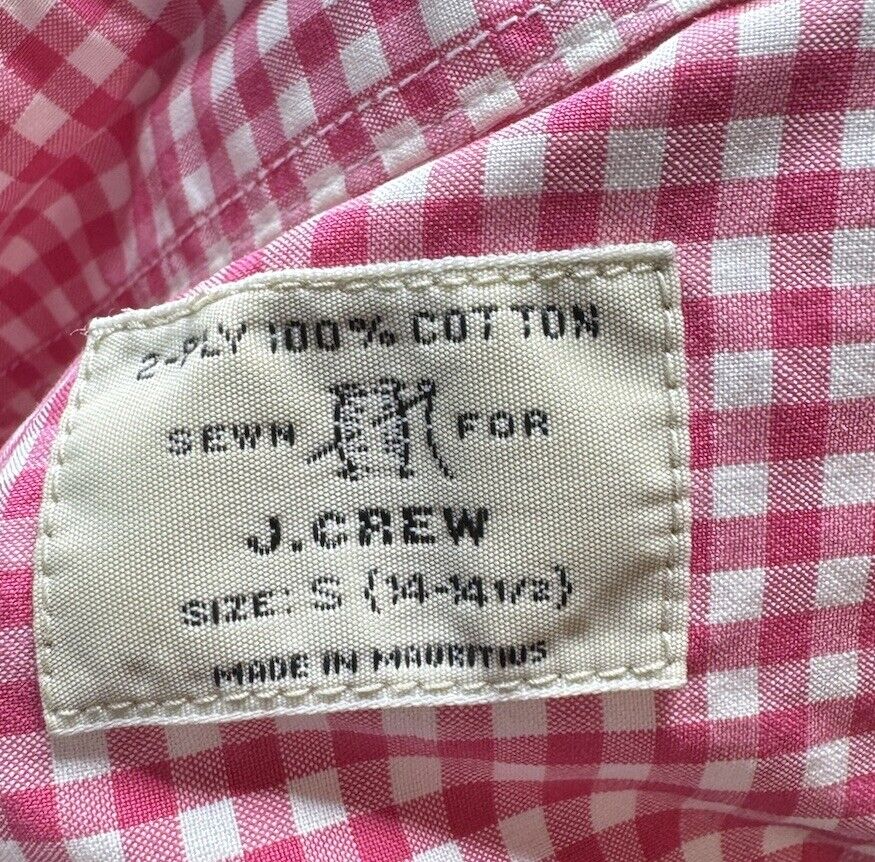 2-PLY 100% COTTON
SEWN FOR
J.CREW
SIZE: S {14-14 1/2}
MADE IN MAURITIUS